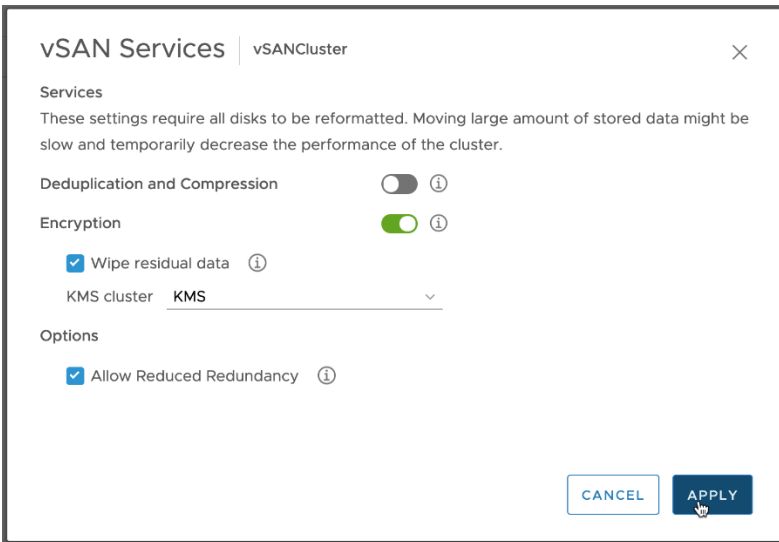 vSAN Services vSANCluster
Services
These settings require all disks to be reformatted. Moving large amount of stored data might be
slow and temporarily decrease the performance of the cluster.
Deduplication and Compression
Encryption
Wipe residual data
KMS cluster KMS
Options
Allow Reduced Redundancy
CANCEL APPLY